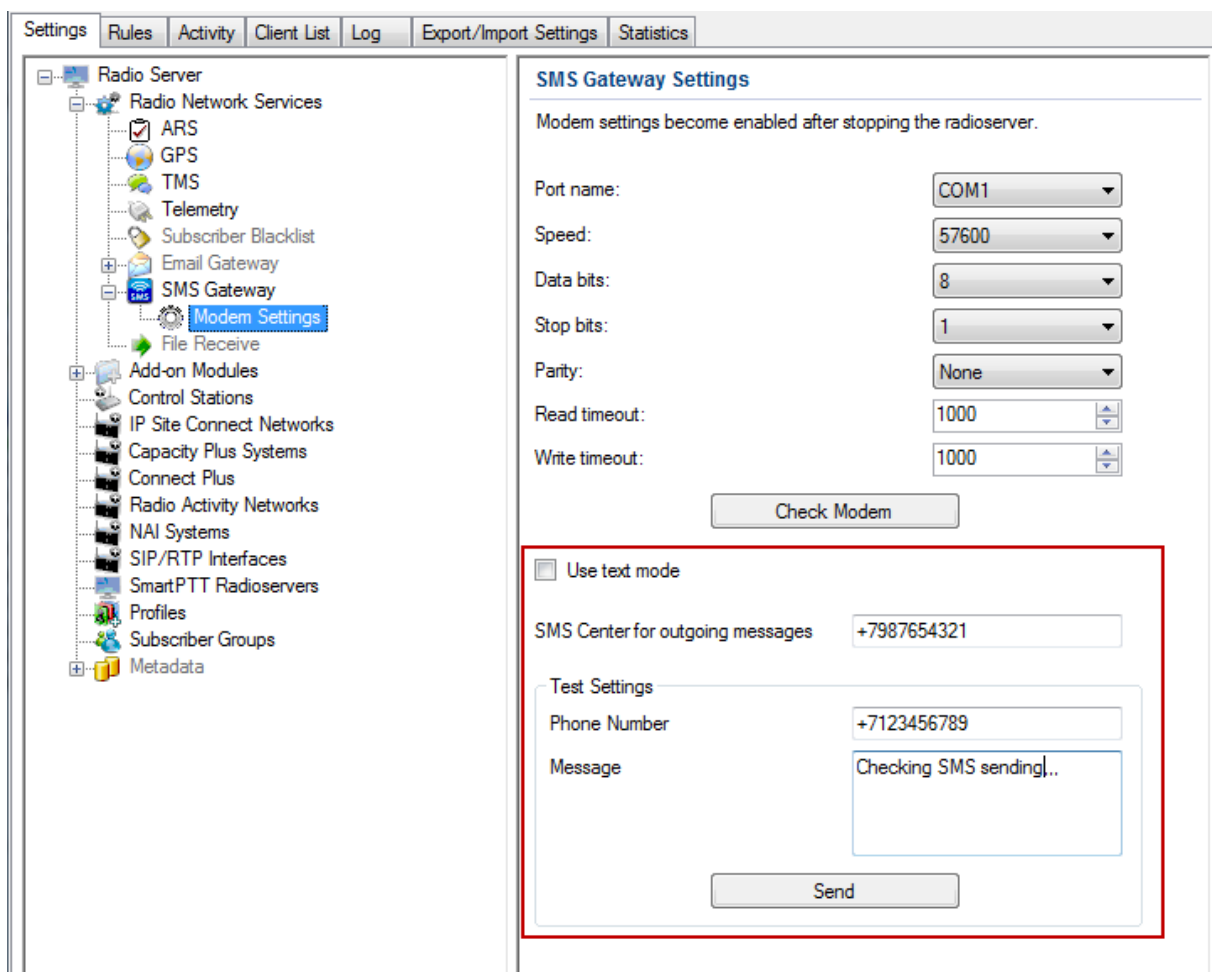 Settings Rules Activity Client List Log Export/Import Settings Statistics
Radio Server
Radio Network Services
ARS
GPS
TMS
Telemetry
Subscriber Blacklist
Email Gateway
SMS Gateway
Modem Settings
File Receive
Add-on Modules
Control Stations
IP Site Connect Networks
Capacity Plus Systems
Connect Plus
Radio Activity Networks
NAI Systems
SIP/RTP Interfaces
SmartPTT Radioservers
Profiles
Subscriber Groups
Metadata
SMS Gateway Settings
Modem settings become enabled after stopping the radioserver.
Port name: COM1
Speed: 57600
Data bits: 8
Stop bits: 1
Parity: None
Read timeout: 1000
Write timeout: 1000
Check Modem
Use text mode
SMS Center for outgoing messages +7987654321
Test Settings
Phone Number +7123456789
Message Checking SMS sending...
Send